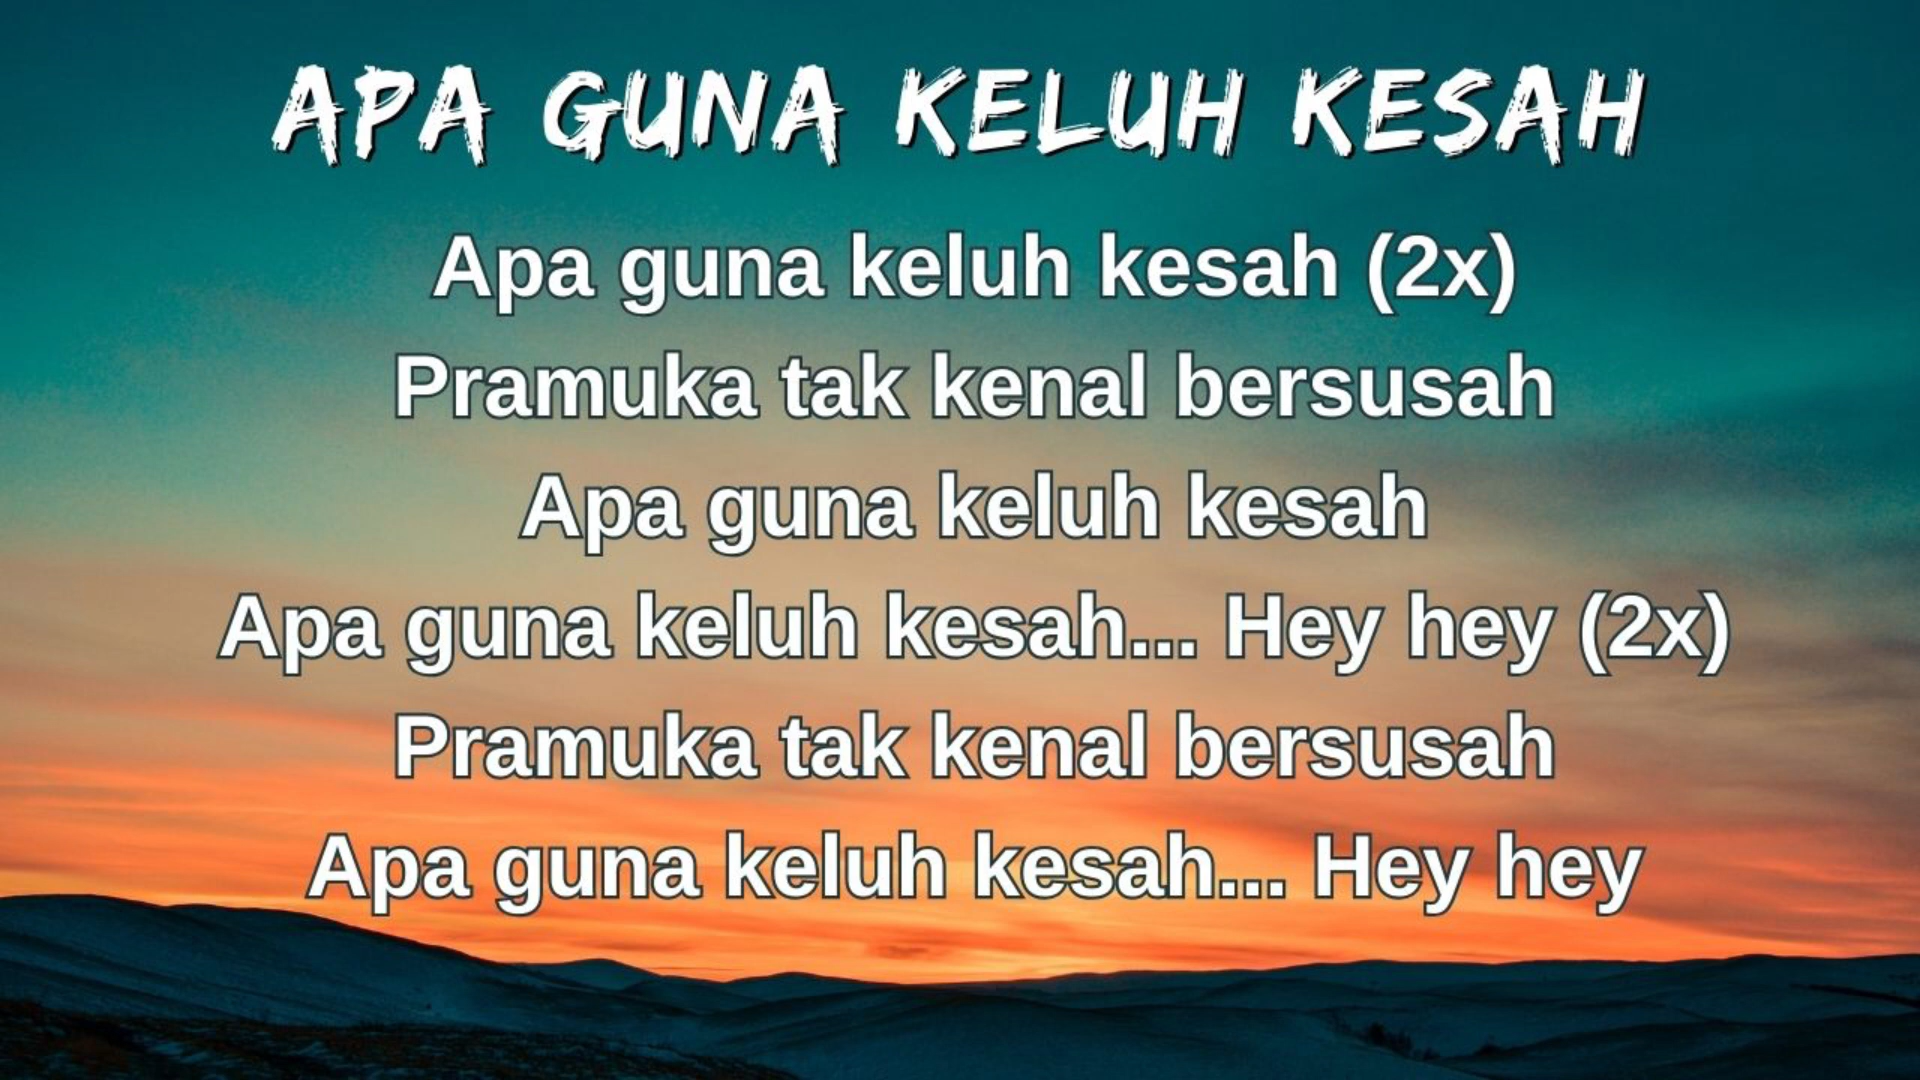 APA GUNA KELUH KESAH
Apa guna keluh kesah (2x)
Pramuka tak kenal bersusah
Apa guna keluh kesah
Apa guna keluh kesah... Hey hey (2x)
Pramuka tak kenal bersusah
Apa guna keluh kesah... Hey hey